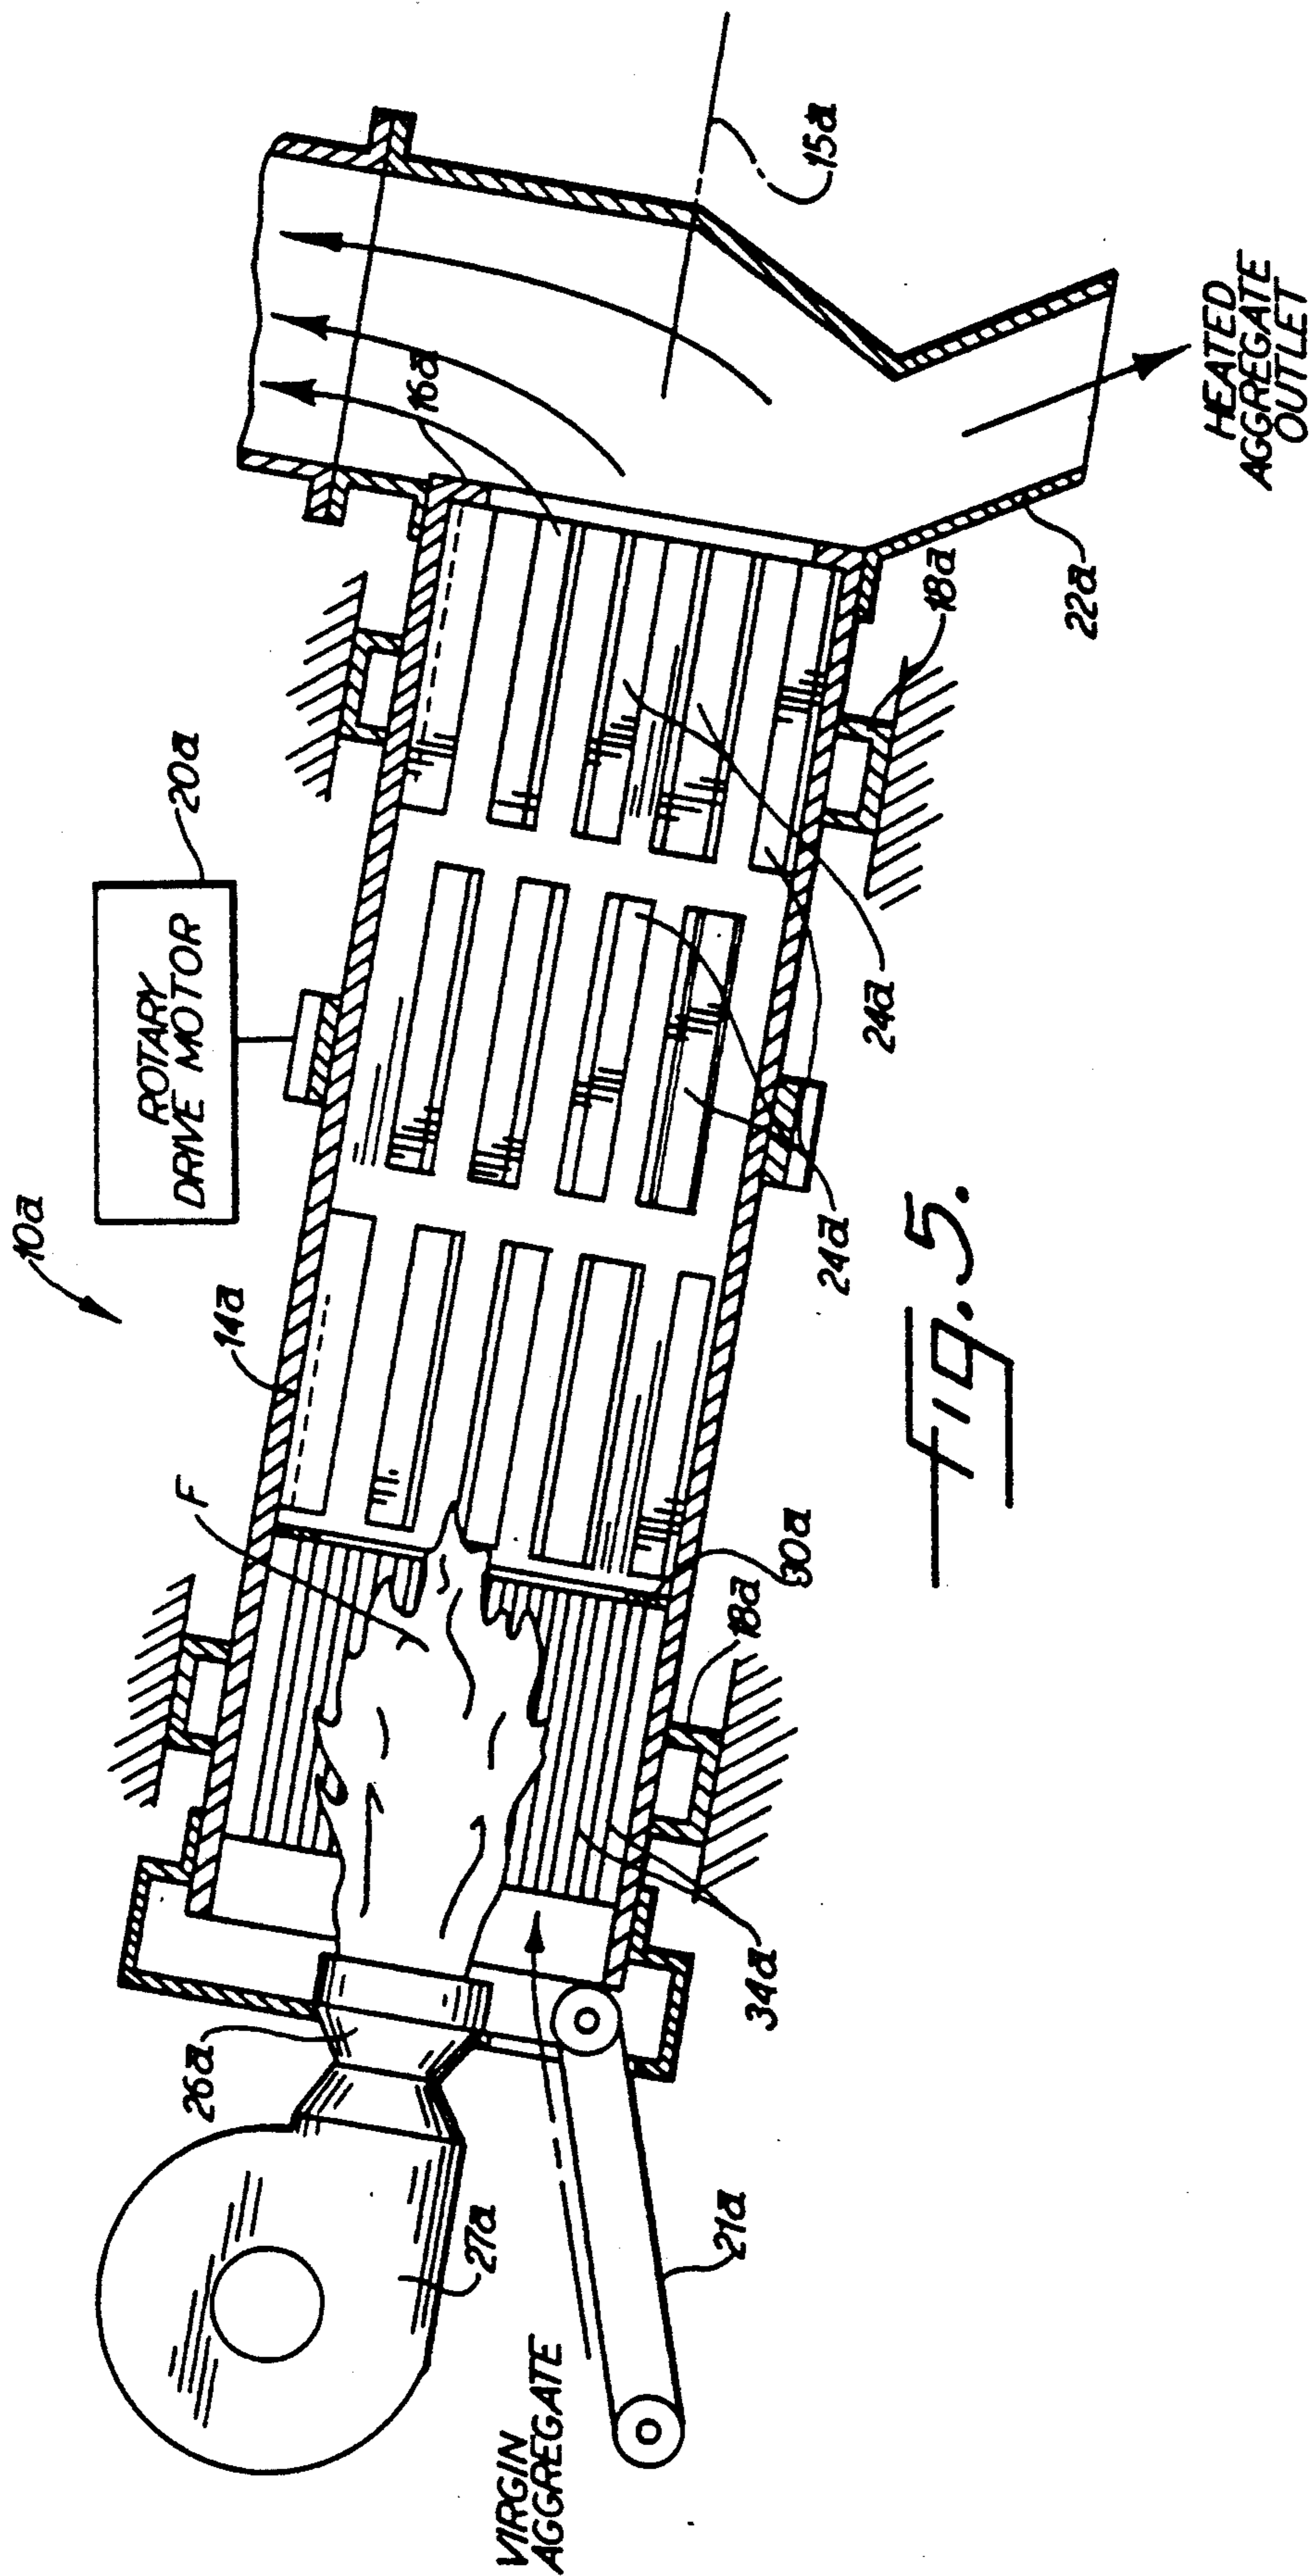 10a
ROTARY
DRIVE MOTOR
20a
14a
F
16a
15a
26a
27a
VIRGIN
AGGREGATE
21a
34a
18a
30a
24a
24a
18a
22a
HEATED
AGGREGATE
OUTLET
FIG. 5.